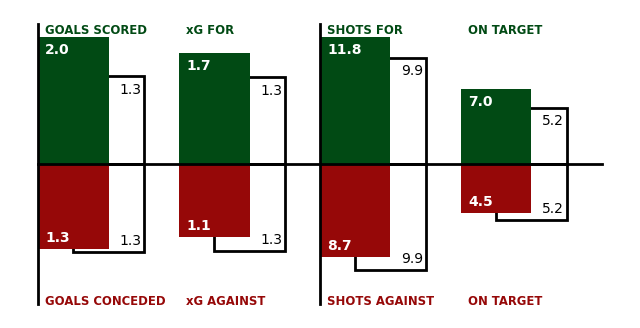 GOALS SCORED xG FOR SHOTS FOR ON TARGET
2.0 1.3 1.7 1.3 11.8 9.9 7.0 5.2
1.3 1.3 1.1 1.3 8.7 9.9 4.5 5.2
GOALS CONCEDED xG AGAINST SHOTS AGAINST ON TARGET